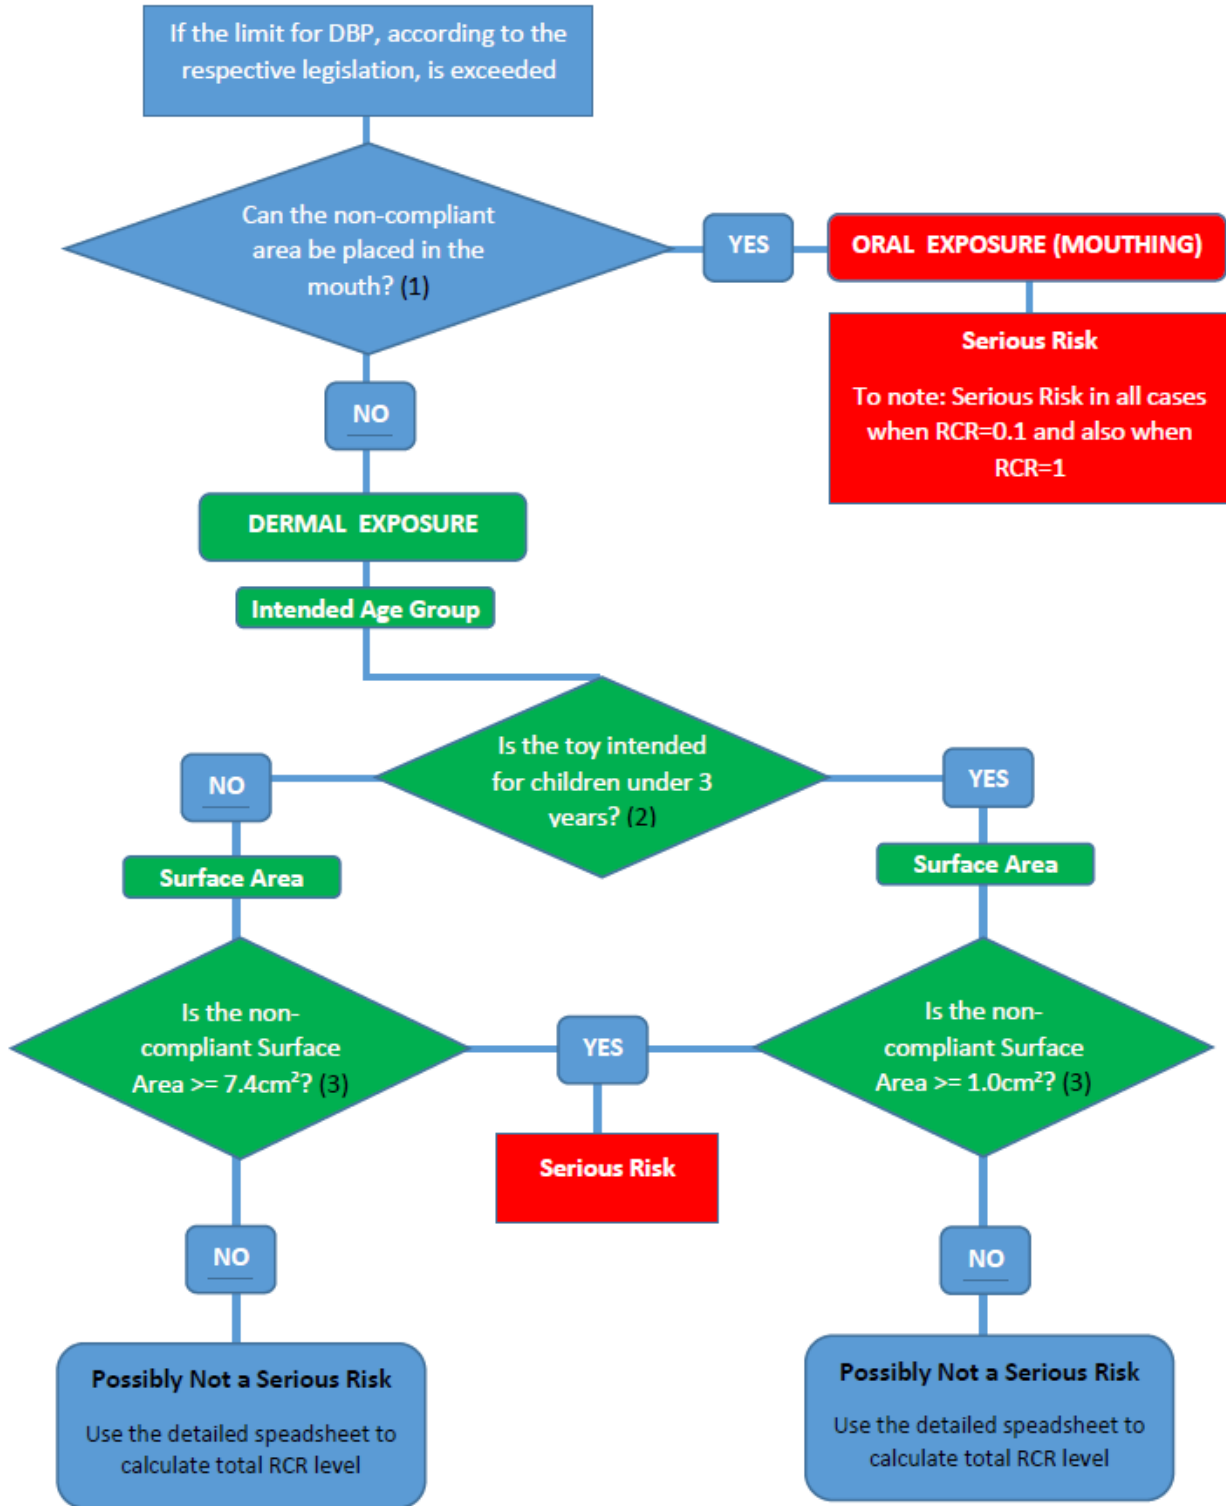 If the limit for DBP, according to the
respective legislation, is exceeded
Can the non-compliant
area be placed in the
mouth? (1)
YES
ORAL EXPOSURE (MOUTHING)
Serious Risk
To note: Serious Risk in all cases
when RCR=0.1 and also when
RCR=1
NO
DERMAL EXPOSURE
Intended Age Group
Is the toy intended
for children under 3
years? (2)
NO
YES
Surface Area
Surface Area
Is the non-
compliant Surface
Area >= 7.4cm²? (3)
YES
Is the non-
compliant Surface
Area >= 1.0cm²? (3)
Serious Risk
NO
NO
Possibly Not a Serious Risk
Use the detailed speadsheet to
calculate total RCR level
Possibly Not a Serious Risk
Use the detailed speadsheet to
calculate total RCR level